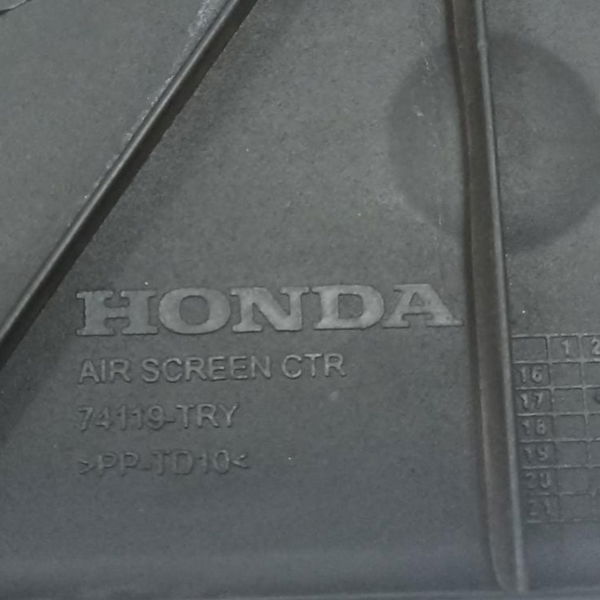 HONDA
AIR SCREEN CTR
74119-TRY
>PP-TD10<
1 2
16
17
18
19
20
21